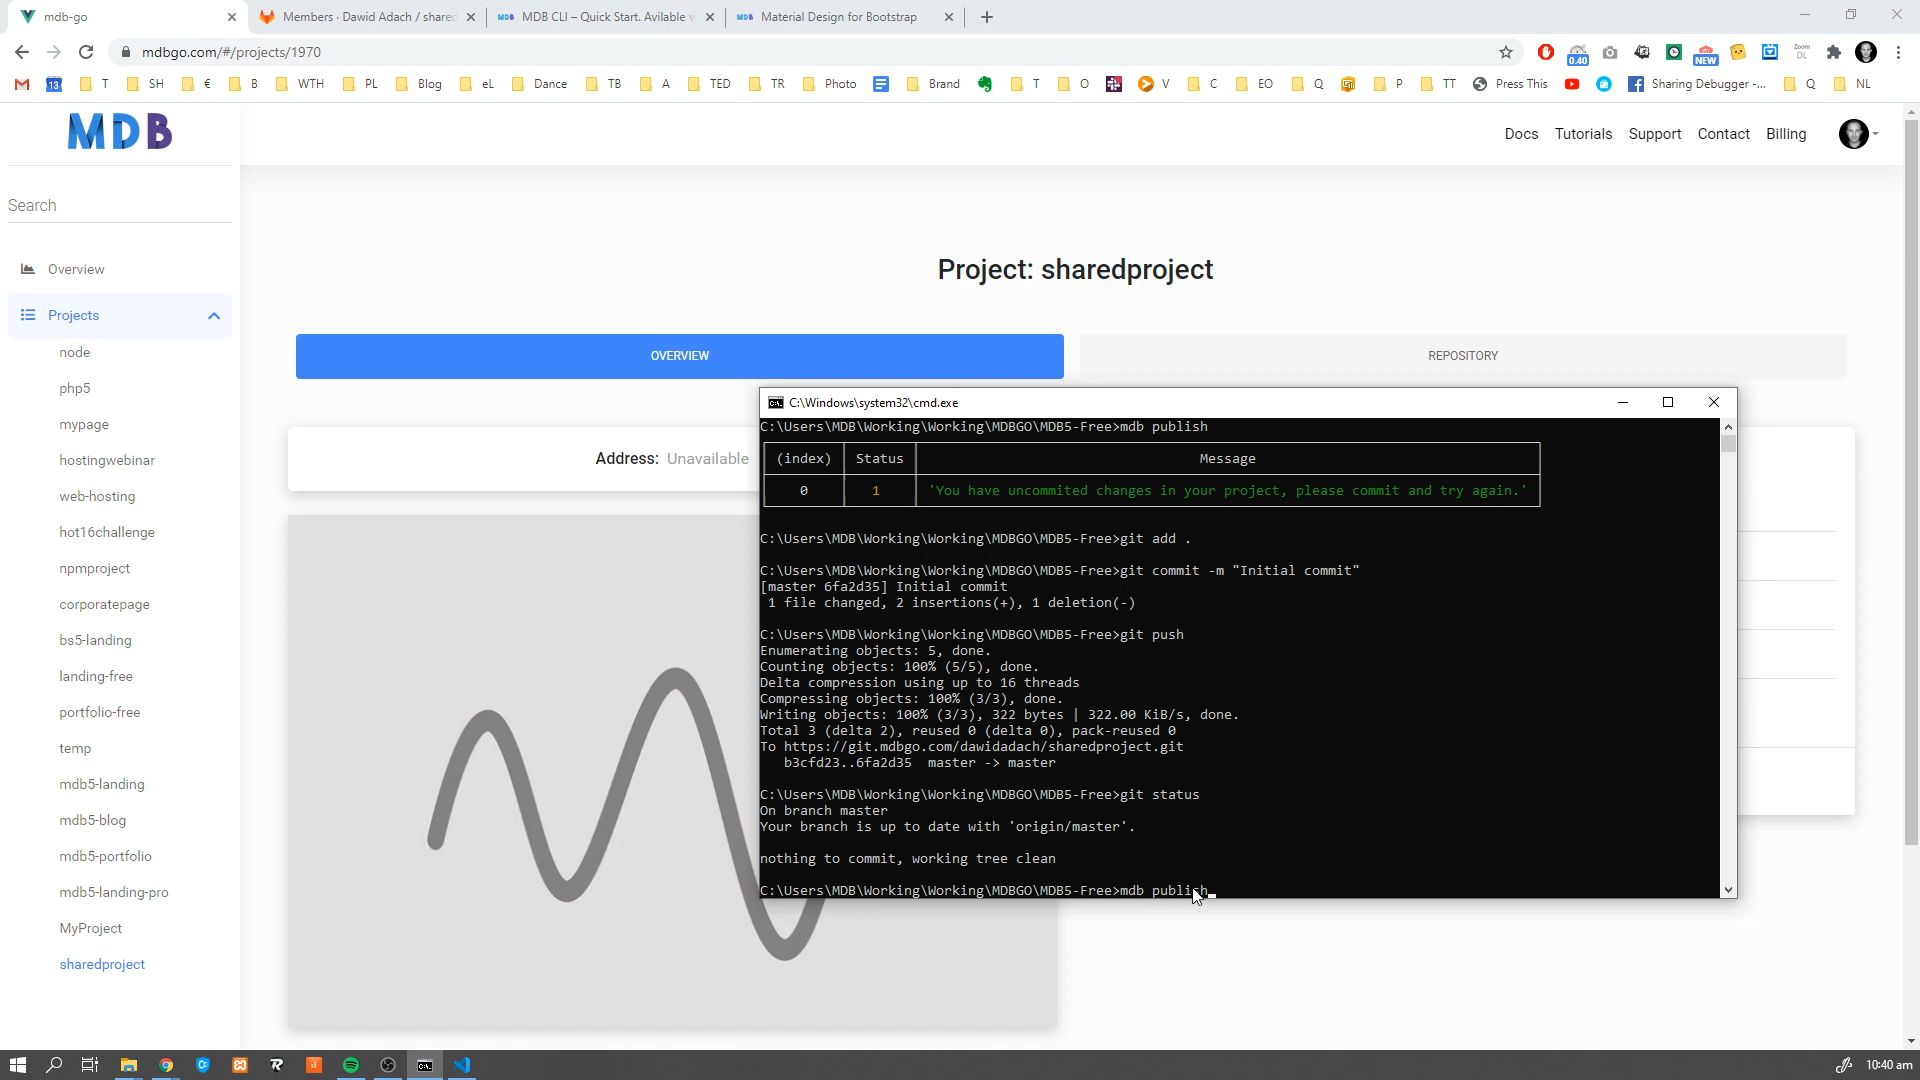 mdb-go
Members · Dawid Adach / shared
MDB CLI – Quick Start. Avilable v
Material Design for Bootstrap
mdbgo.com/#/projects/1970
0.40
NEW
Zoom DL
13
T
SH
€
B
WTH
PL
Blog
eL
Dance
TB
A
TED
TR
Photo
Brand
T
O
V
C
EO
Q
P
TT
Press This
Sharing Debugger -...
Q
NL
MDB
Docs
Tutorials
Support
Contact
Billing
Search
Overview
Projects
node
php5
mypage
hostingwebinar
web-hosting
hot16challenge
npmproject
corporatepage
bs5-landing
landing-free
portfolio-free
temp
mdb5-landing
mdb5-blog
mdb5-portfolio
mdb5-landing-pro
MyProject
sharedproject
Project: sharedproject
OVERVIEW
REPOSITORY
Address: Unavailable
C:\Windows\system32\cmd.exe
C:\Users\MDB\Working\Working\MDBGO\MDB5-Free>mdb publish
(index) Status Message
0 1 'You have uncommited changes in your project, please commit and try again.'
C:\Users\MDB\Working\Working\MDBGO\MDB5-Free>git add .
C:\Users\MDB\Working\Working\MDBGO\MDB5-Free>git commit -m "Initial commit"
[master 6fa2d35] Initial commit
1 file changed, 2 insertions(+), 1 deletion(-)
C:\Users\MDB\Working\Working\MDBGO\MDB5-Free>git push
Enumerating objects: 5, done.
Counting objects: 100% (5/5), done.
Delta compression using up to 16 threads
Compressing objects: 100% (3/3), done.
Writing objects: 100% (3/3), 322 bytes | 322.00 KiB/s, done.
Total 3 (delta 2), reused 0 (delta 0), pack-reused 0
To https://git.mdbgo.com/dawidadach/sharedproject.git
b3cfd23..6fa2d35 master -> master
C:\Users\MDB\Working\Working\MDBGO\MDB5-Free>git status
On branch master
Your branch is up to date with 'origin/master'.
nothing to commit, working tree clean
C:\Users\MDB\Working\Working\MDBGO\MDB5-Free>mdb publish
10:40 am